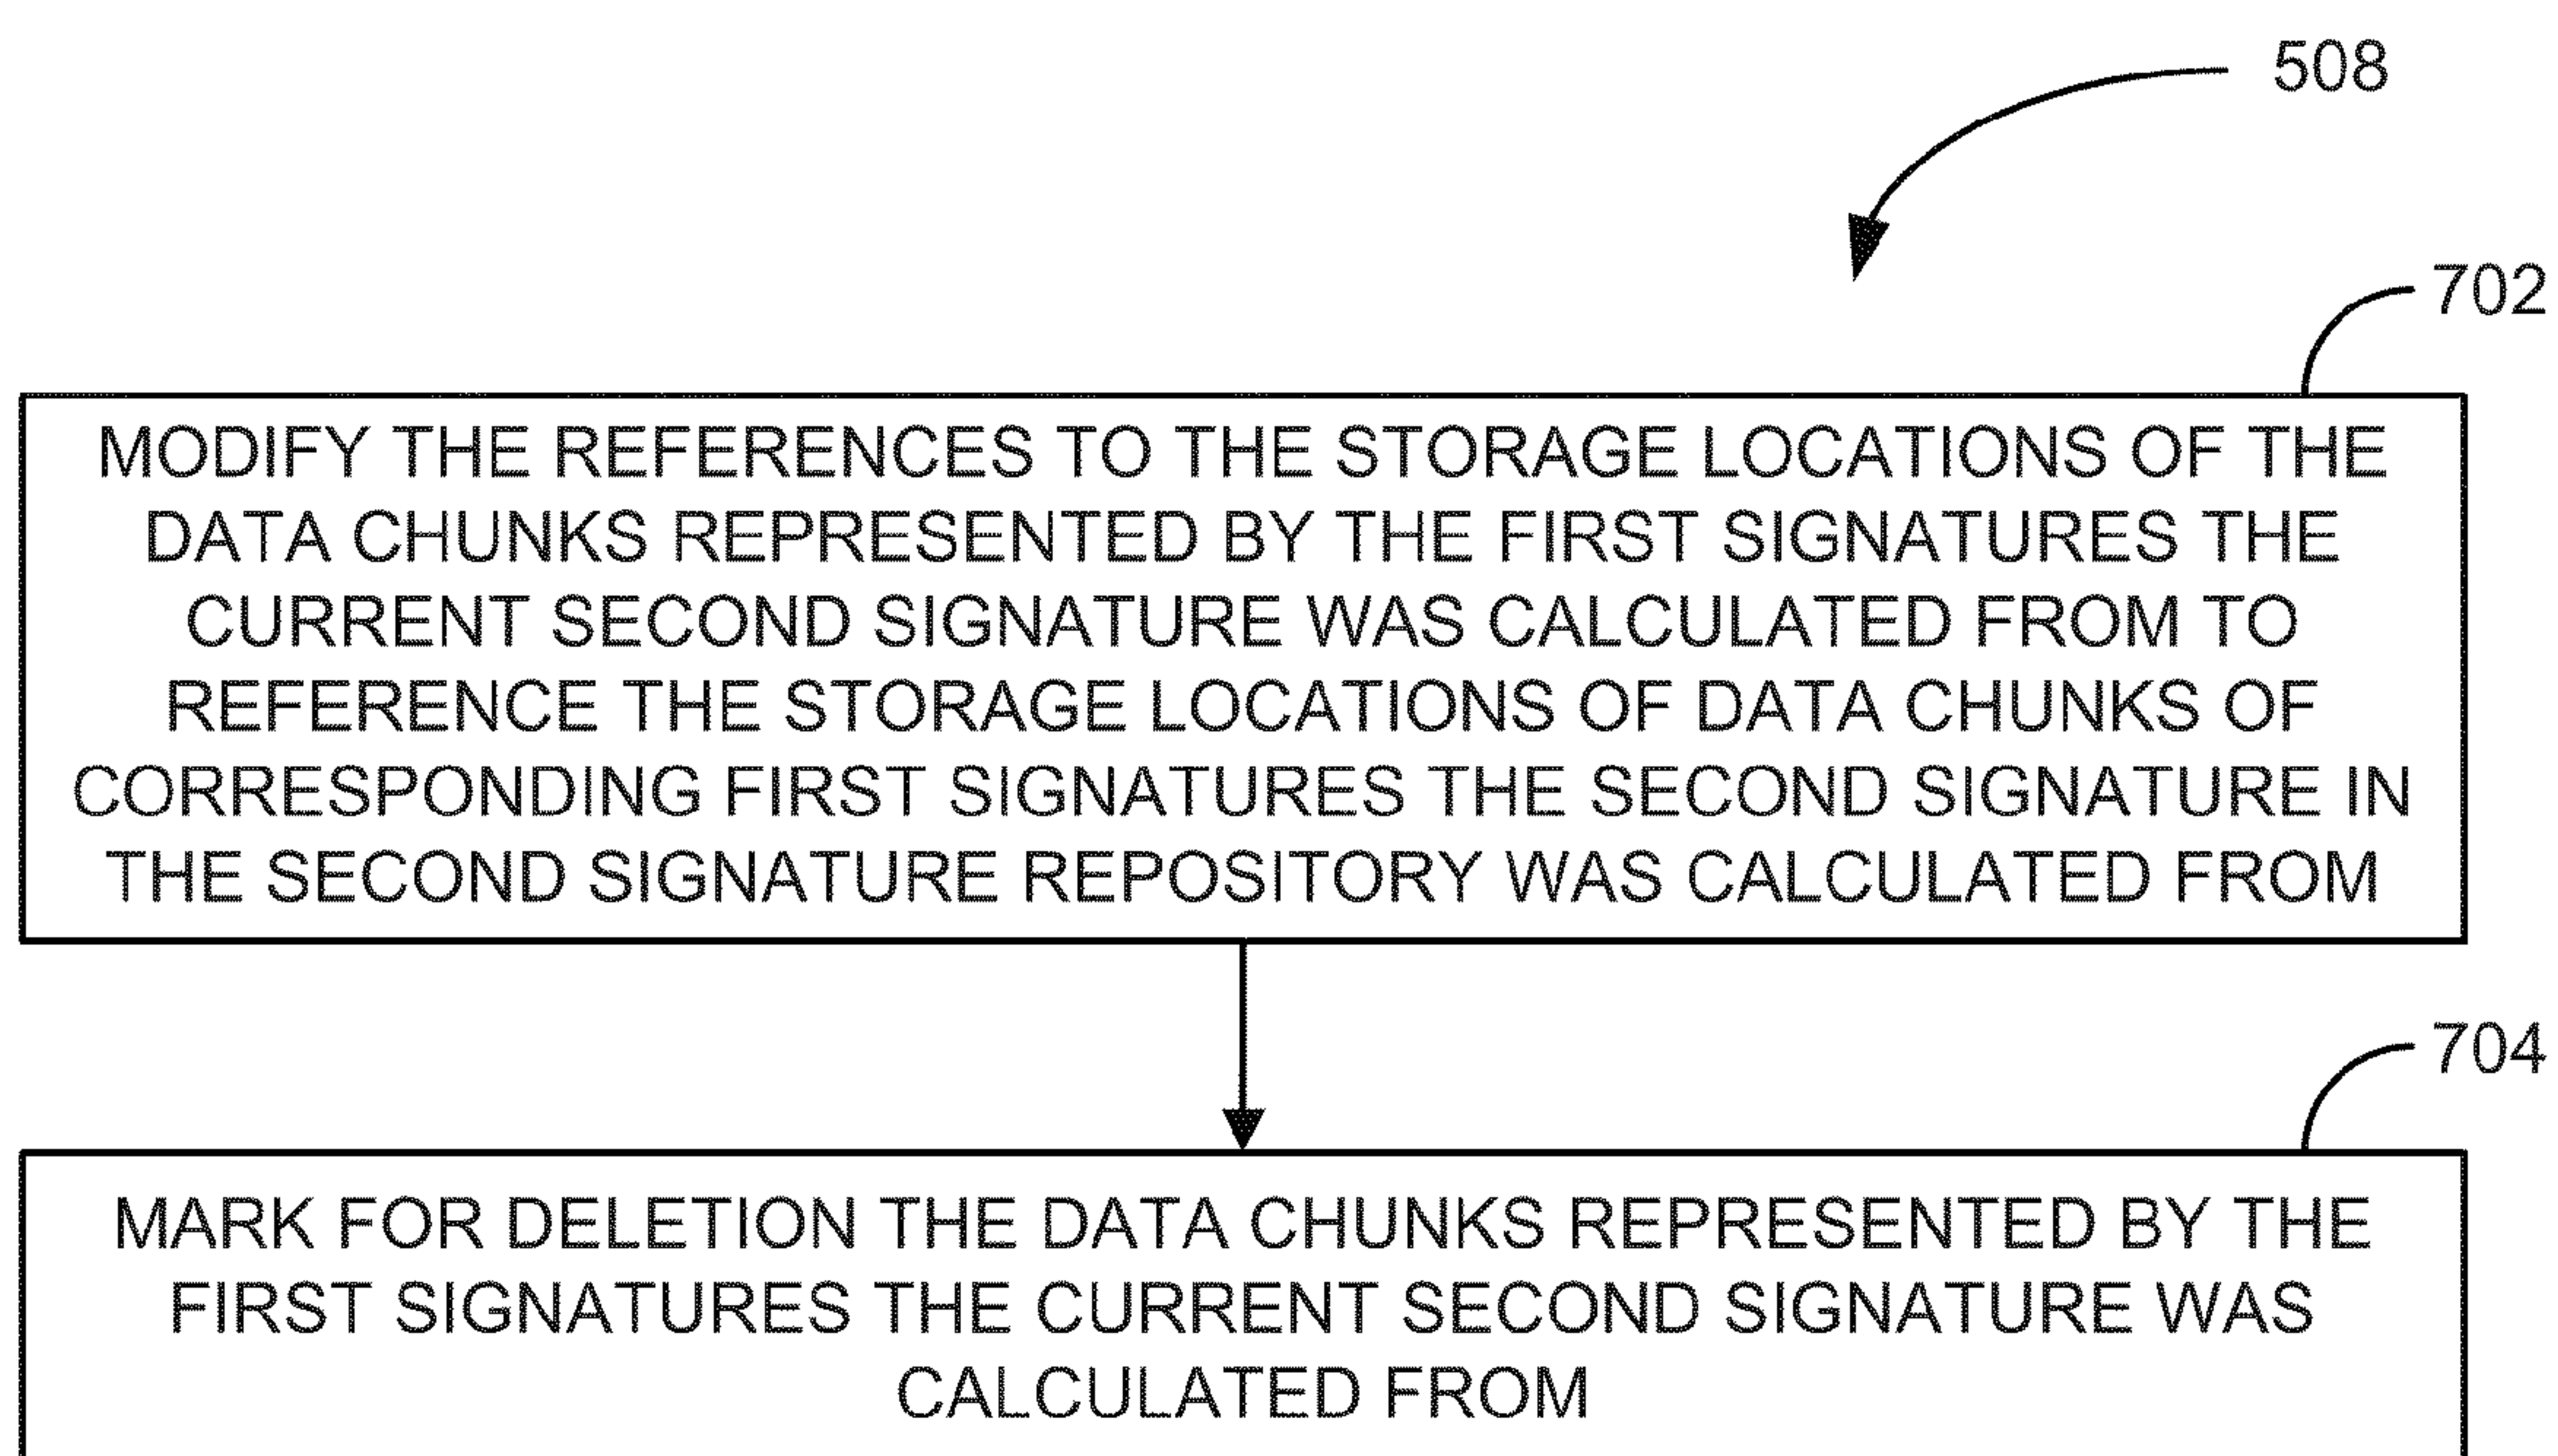 508
702
MODIFY THE REFERENCES TO THE STORAGE LOCATIONS OF THE
DATA CHUNKS REPRESENTED BY THE FIRST SIGNATURES THE
CURRENT SECOND SIGNATURE WAS CALCULATED FROM TO
REFERENCE THE STORAGE LOCATIONS OF DATA CHUNKS OF
CORRESPONDING FIRST SIGNATURES THE SECOND SIGNATURE IN
THE SECOND SIGNATURE REPOSITORY WAS CALCULATED FROM
704
MARK FOR DELETION THE DATA CHUNKS REPRESENTED BY THE
FIRST SIGNATURES THE CURRENT SECOND SIGNATURE WAS
CALCULATED FROM